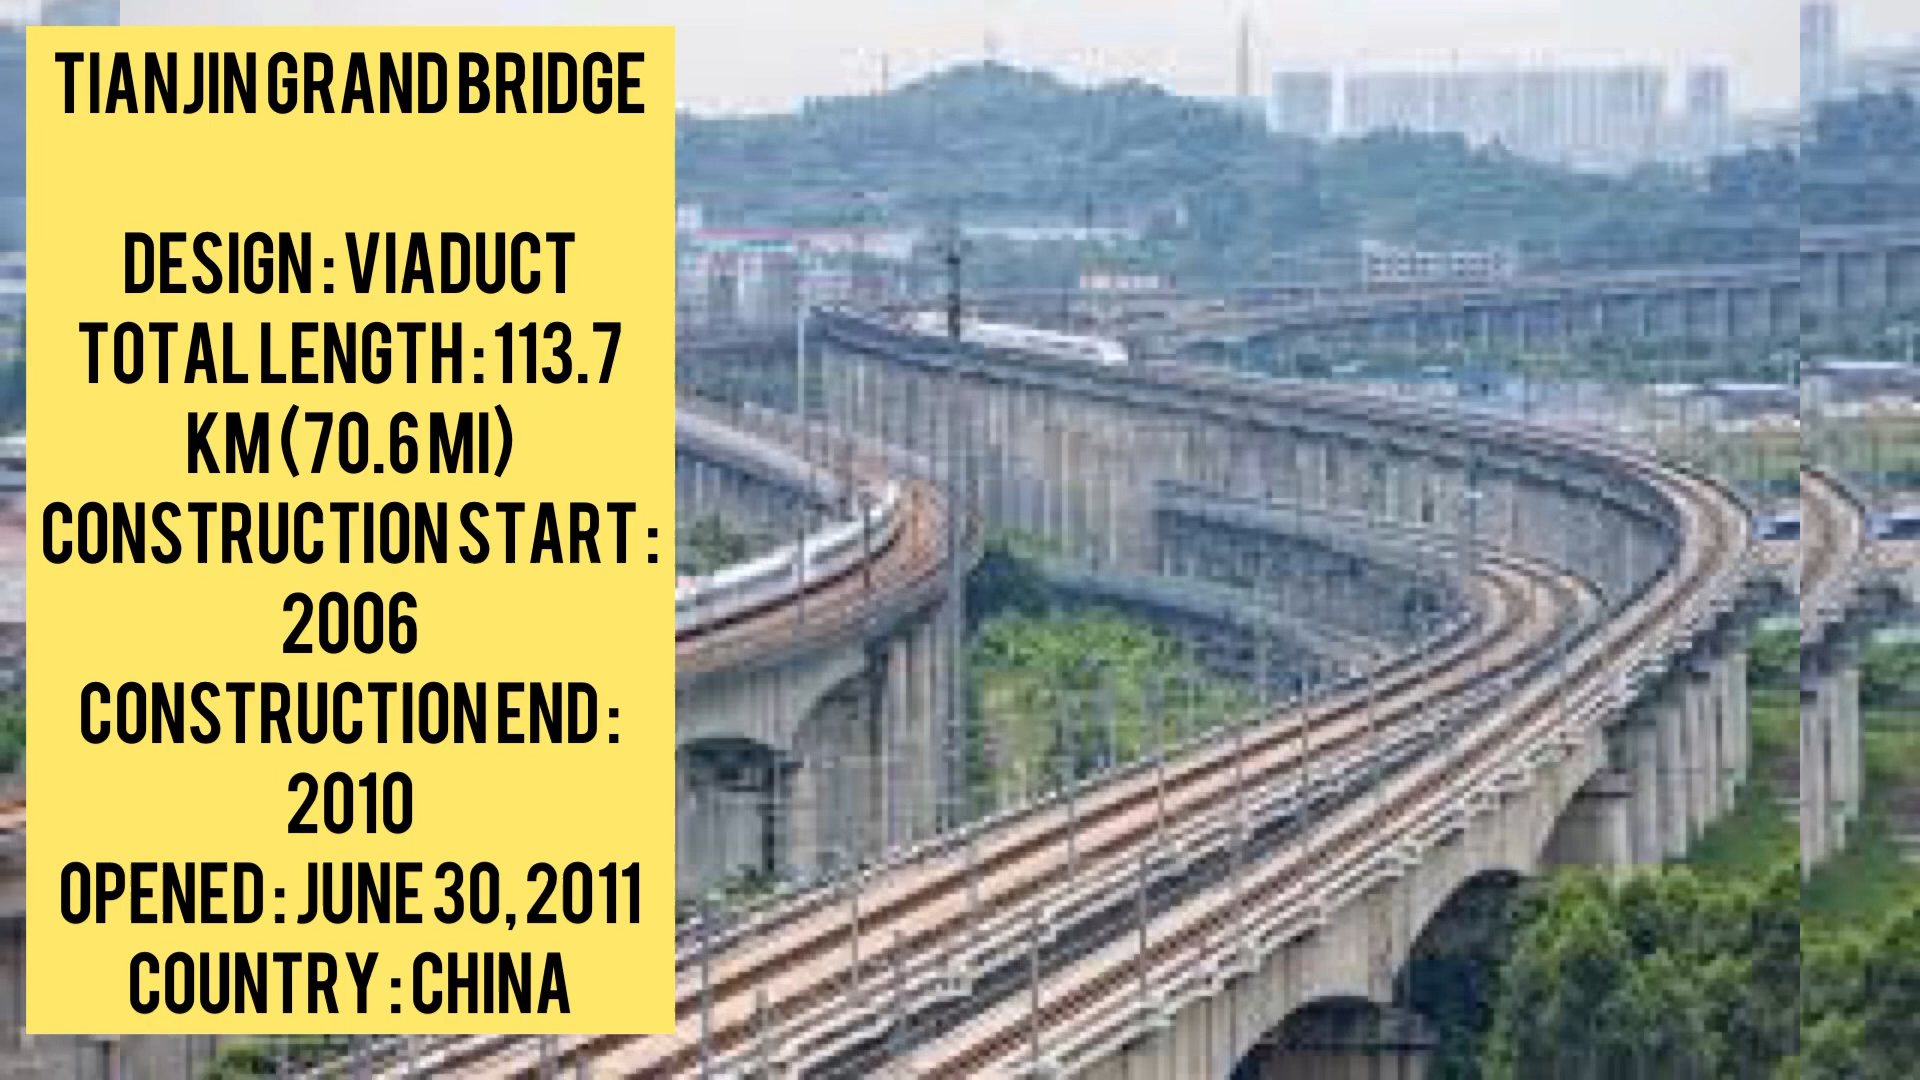 TIANJIN GRAND BRIDGE
DESIGN : VIADUCT
TOTAL LENGTH : 113.7
KM (70.6 MI)
CONSTRUCTION START :
2006
CONSTRUCTION END :
2010
OPENED : JUNE 30, 2011
COUNTRY : CHINA